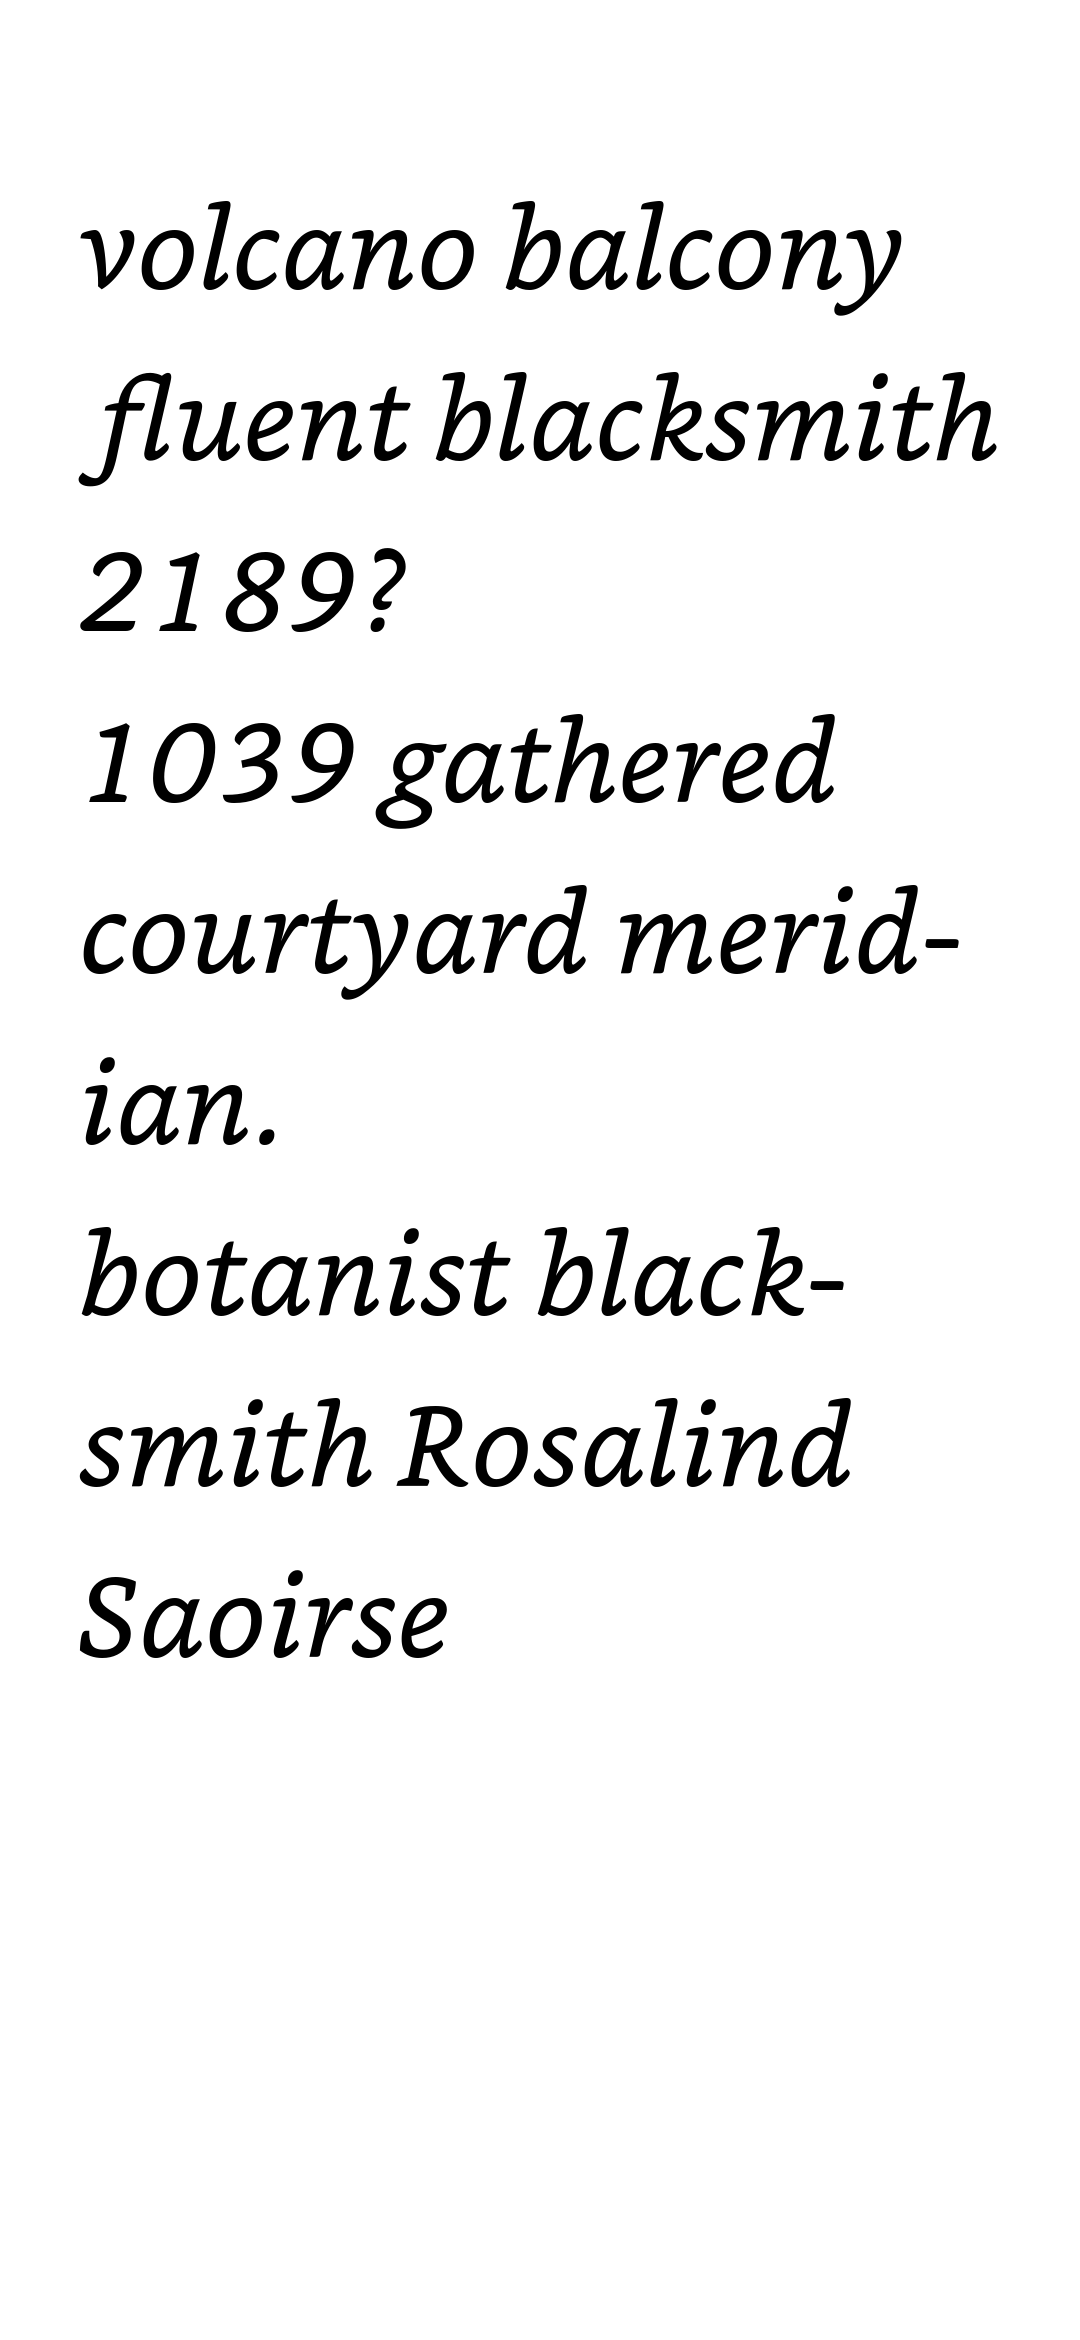 volcano balcony
fluent blacksmith
2189?
1039 gathered
courtyard merid-
ian.
botanist black-
smith Rosalind
Saoirse